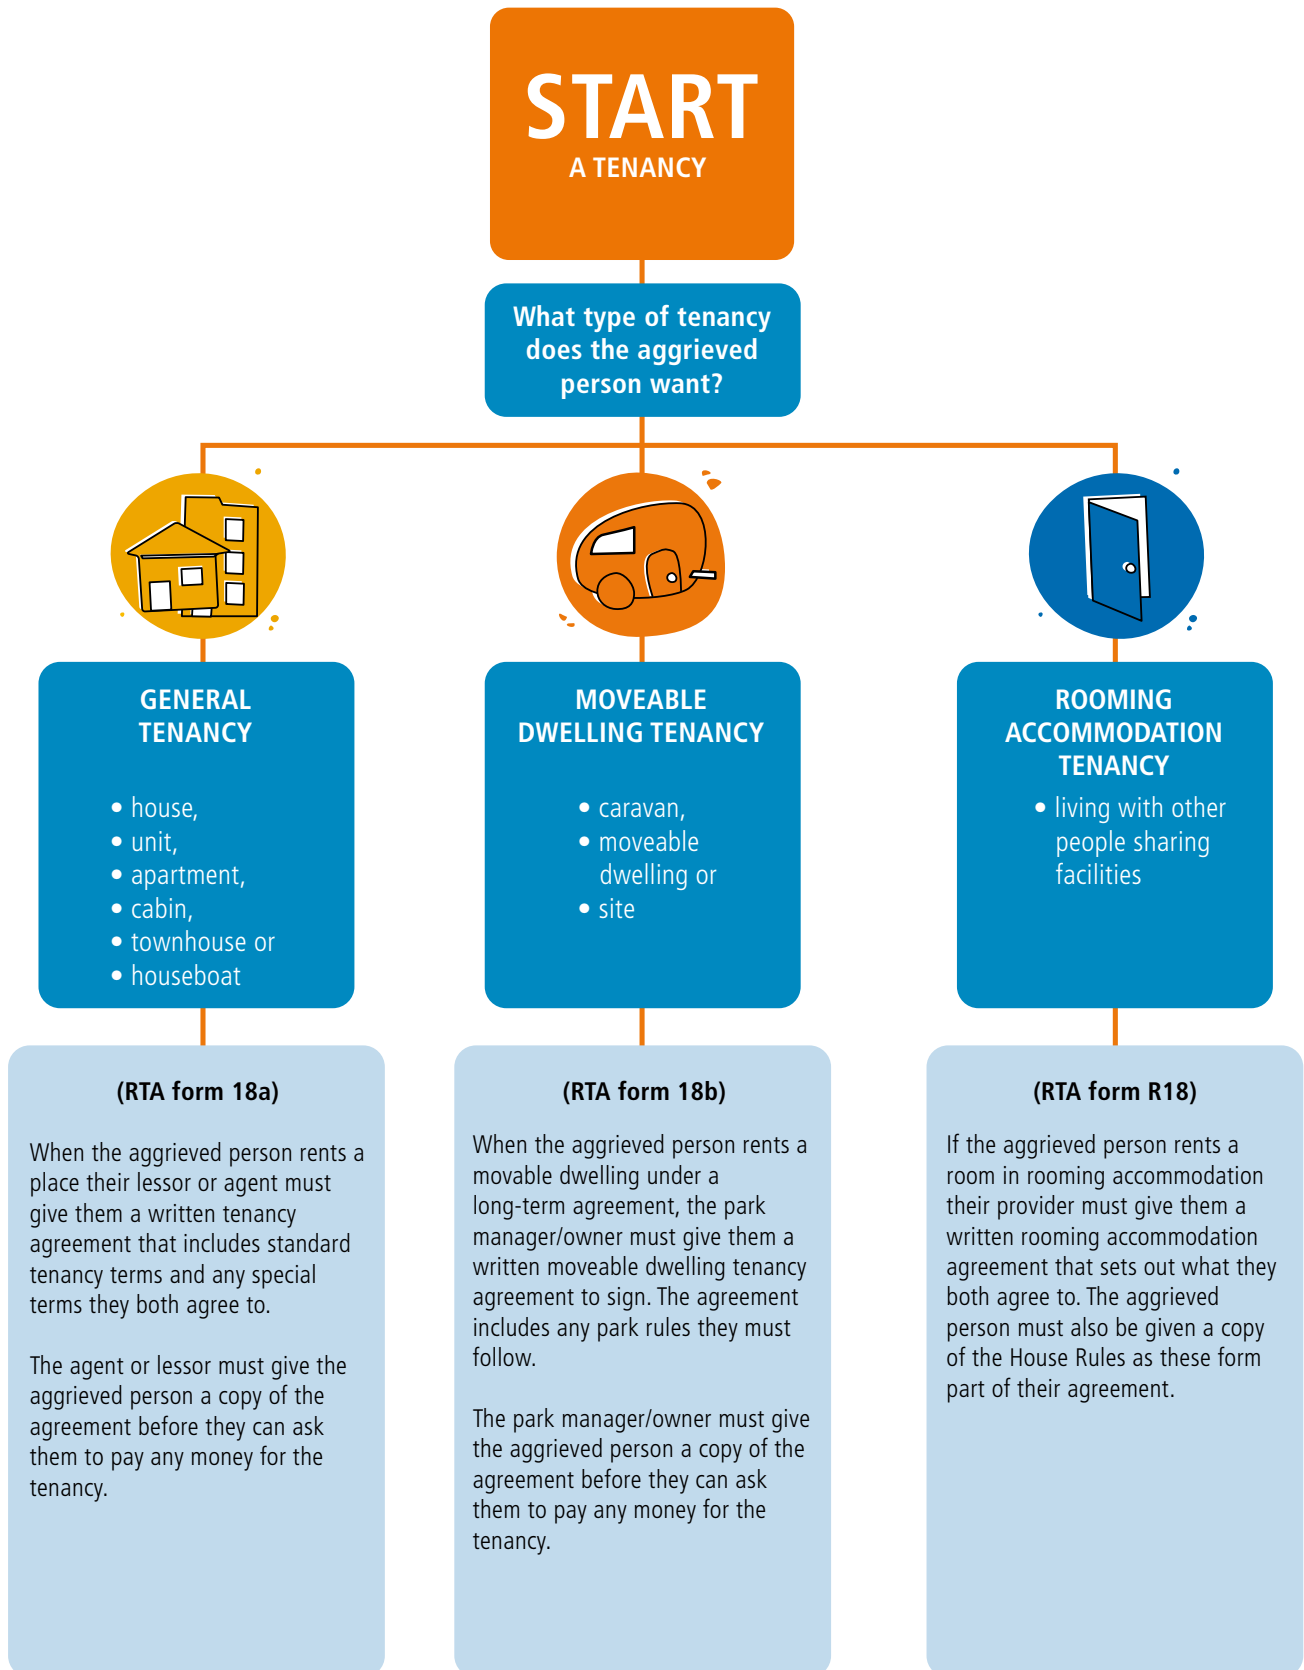 START
A TENANCY
What type of tenancy
does the aggrieved
person want?
GENERAL
TENANCY
• house,
• unit,
• apartment,
• cabin,
• townhouse or
• houseboat
MOVEABLE
DWELLING TENANCY
• caravan,
• moveable
dwelling or
• site
ROOMING
ACCOMMODATION
TENANCY
• living with other
people sharing
facilities
(RTA form 18a)
When the aggrieved person rents a
place their lessor or agent must
give them a written tenancy
agreement that includes standard
tenancy terms and any special
terms they both agree to.
The agent or lessor must give the
aggrieved person a copy of the
agreement before they can ask
them to pay any money for the
tenancy.
(RTA form 18b)
When the aggrieved person rents a
movable dwelling under a
long-term agreement, the park
manager/owner must give them a
written moveable dwelling tenancy
agreement to sign. The agreement
includes any park rules they must
follow.
The park manager/owner must give
the aggrieved person a copy of the
agreement before they can ask
them to pay any money for the
tenancy.
(RTA form R18)
If the aggrieved person rents a
room in rooming accommodation
their provider must give them a
written rooming accommodation
agreement that sets out what they
both agree to. The aggrieved
person must also be given a copy
of the House Rules as these form
part of their agreement.